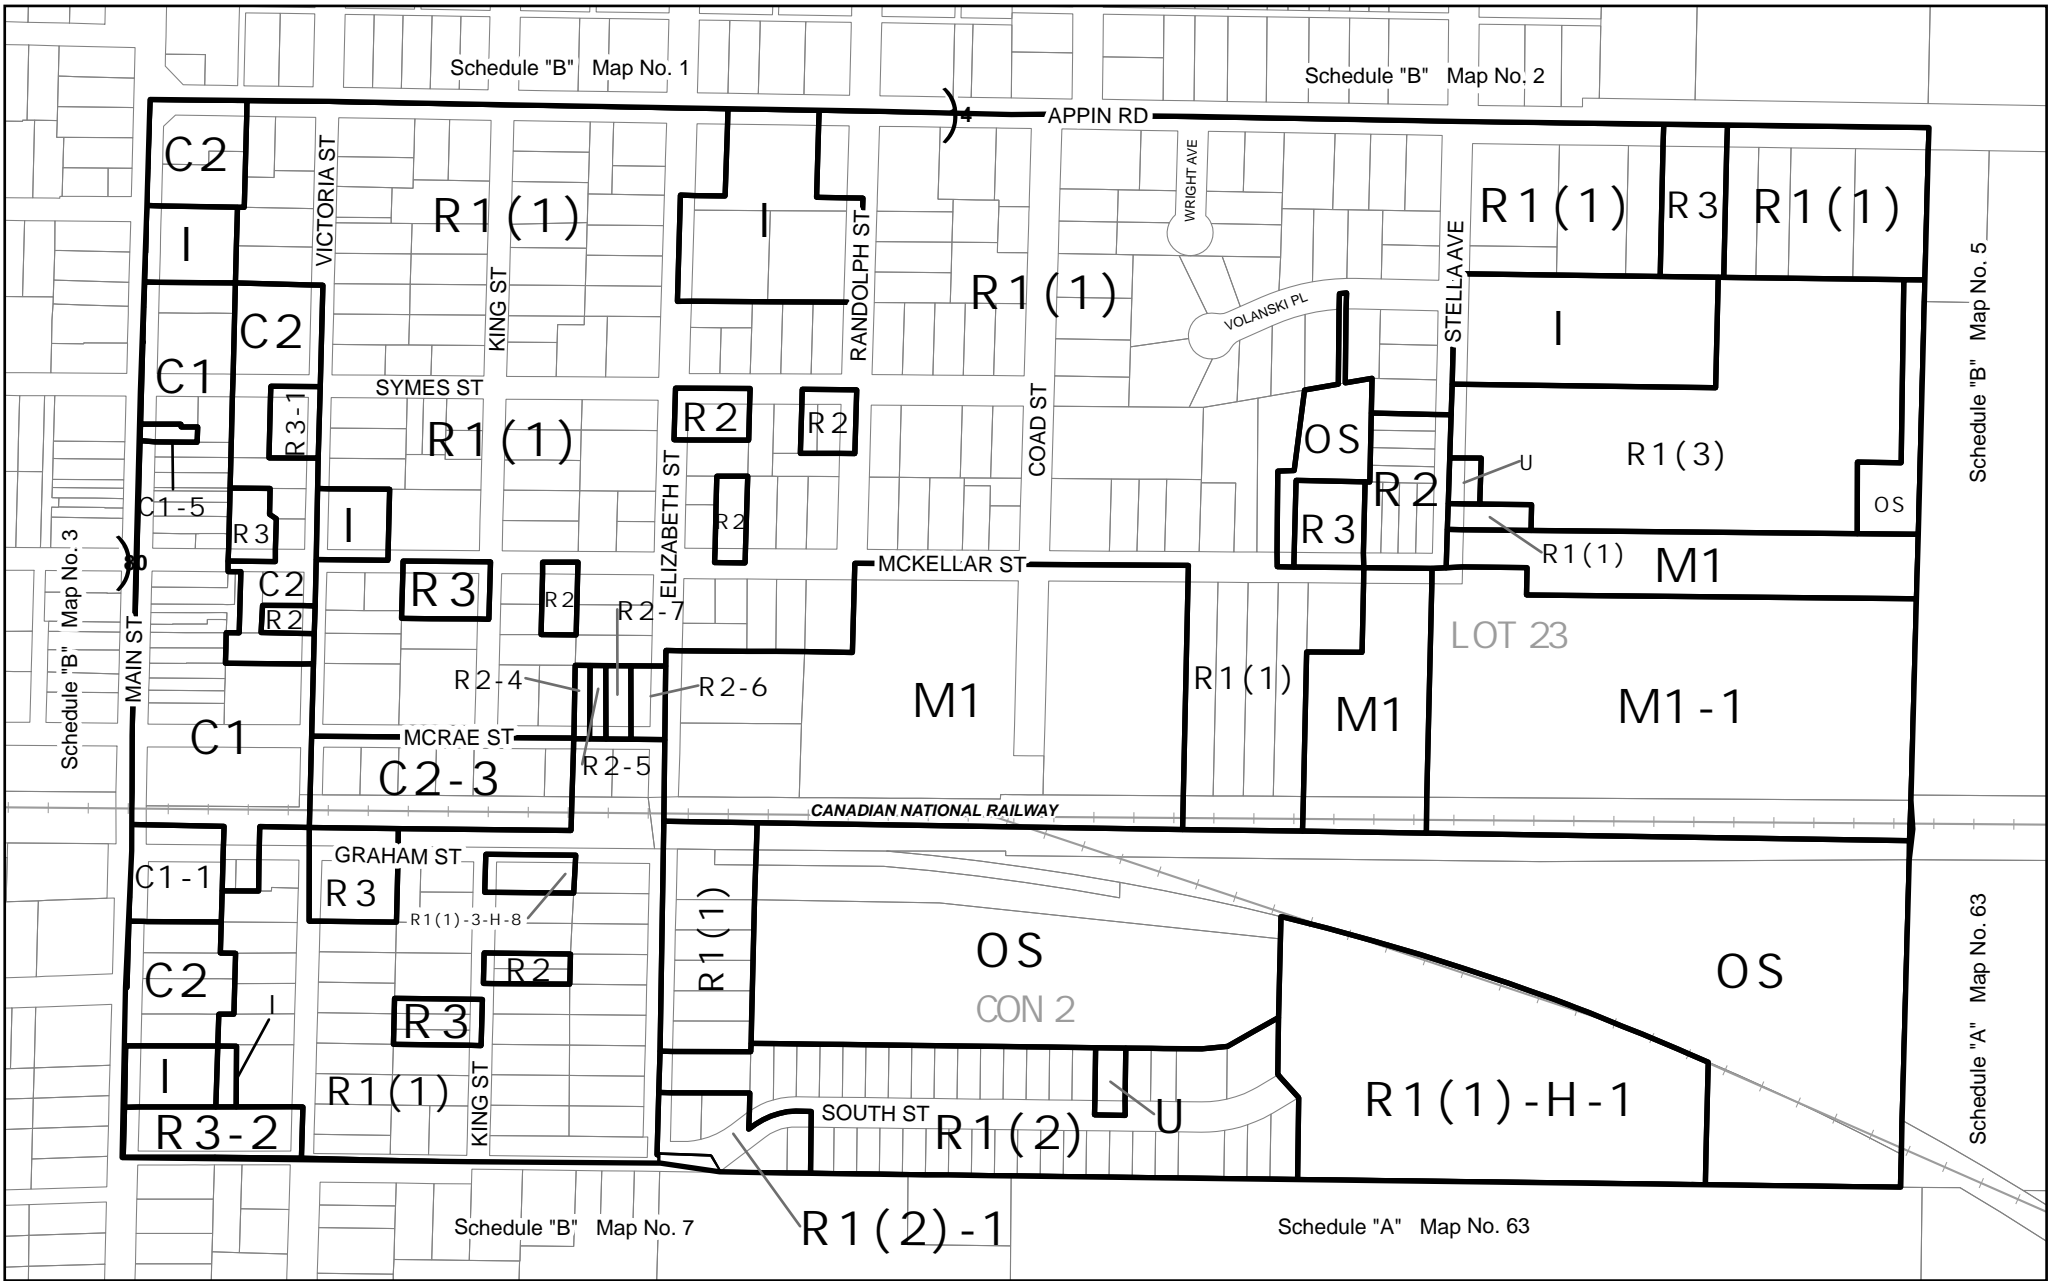 Schedule "B" Map No. 1
Schedule "B" Map No. 2
4
APPIN RD
C2
VICTORIA ST
R1(1)
I
RANDOLPH ST
WRIGHT AVE
STELLA AVE
R1(1)
R3
R1(1)
I
KING ST
R1(1)
VOLANSKI PL
Schedule "B" Map No. 5
C2
I
C1
SYMES ST
R3-1
R1(1)
R2
R2
COAD ST
OS
R1(3)
U
ELIZABETH ST
R2
OS
C1-5
R3
I
R2
R3
R1(1)
M1
80
Schedule "B" Map No. 3
MCKELLAR ST
C2
R2
R3
R2
R2-7
LOT 23
MAIN ST
R2-4
R2-6
M1
R1(1)
M1
M1-1
C1
MCRAE ST
R2-5
C2-3
CANADIAN NATIONAL RAILWAY
GRAHAM ST
C1-1
R3
R1(1)-3-H-8
R1(1)
OS
OS
CON 2
C2
R2
I
R3
I
R1(1)
KING ST
R3-2
SOUTH ST
R1(2)
U
R1(1)-H-1
Schedule "A" Map No. 63
Schedule "B" Map No. 7
R1(2)-1
Schedule "A" Map No. 63